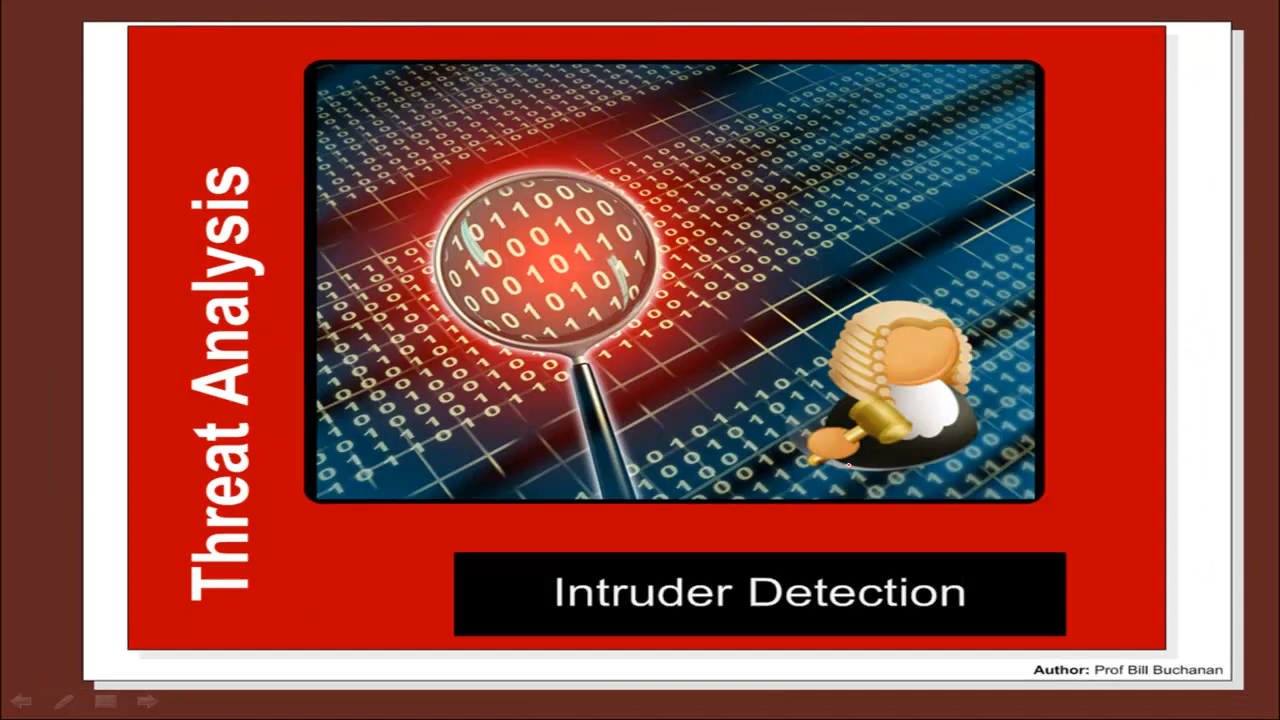 Threat Analysis
Intruder Detection
Author: Prof Bill Buchanan